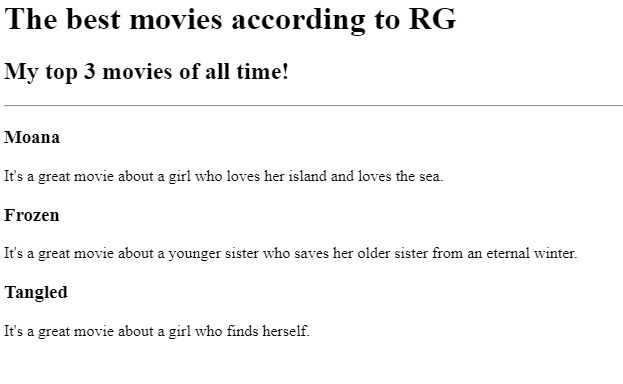 The best movies according to RG
My top 3 movies of all time!
Moana
It's a great movie about a girl who loves her island and loves the sea.
Frozen
It's a great movie about a younger sister who saves her older sister from an eternal winter.
Tangled
It's a great movie about a girl who finds herself.